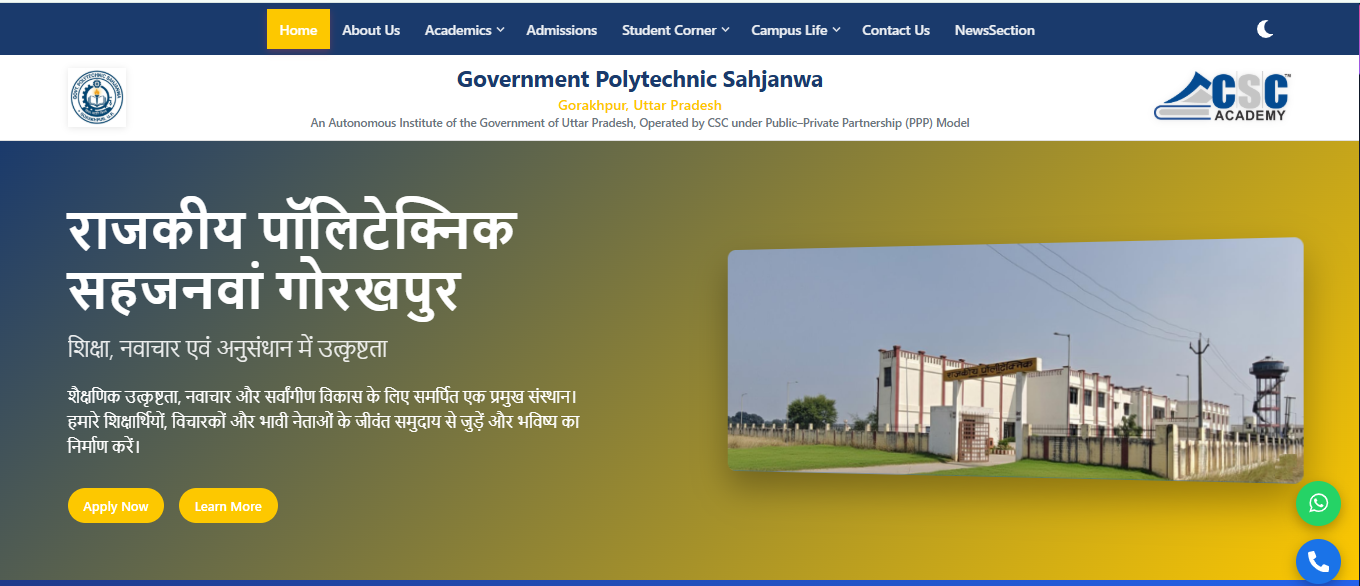 Home About Us Academics Admissions Student Corner Campus Life Contact Us NewsSection
Government Polytechnic Sahjanwa
Gorakhpur, Uttar Pradesh
An Autonomous Institute of the Government of Uttar Pradesh, Operated by CSC under Public–Private Partnership (PPP) Model
CSC
ACADEMY
राजकीय पॉलिटेक्निक
सहजनवां गोरखपुर
शिक्षा, नवाचार एवं अनुसंधान में उत्कृष्टता
शैक्षणिक उत्कृष्टता, नवाचार और सर्वांगीण विकास के लिए समर्पित एक प्रमुख संस्थान।
हमारे शिक्षार्थियों, विचारकों और भावी नेताओं के जीवंत समुदाय से जुड़ें और भविष्य का
निर्माण करें।
राजकीय पॉलिटेक्निक
Apply Now Learn More